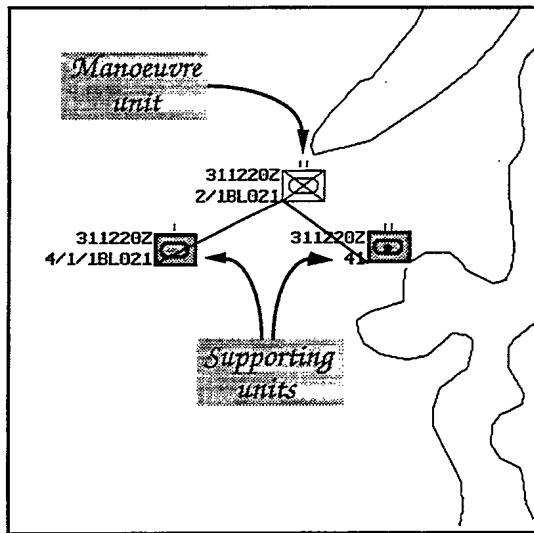 Manoeuvre
unit
311220Z
2/1BL021
311220Z
4/1/1BL021
311220Z
41
Supporting
units